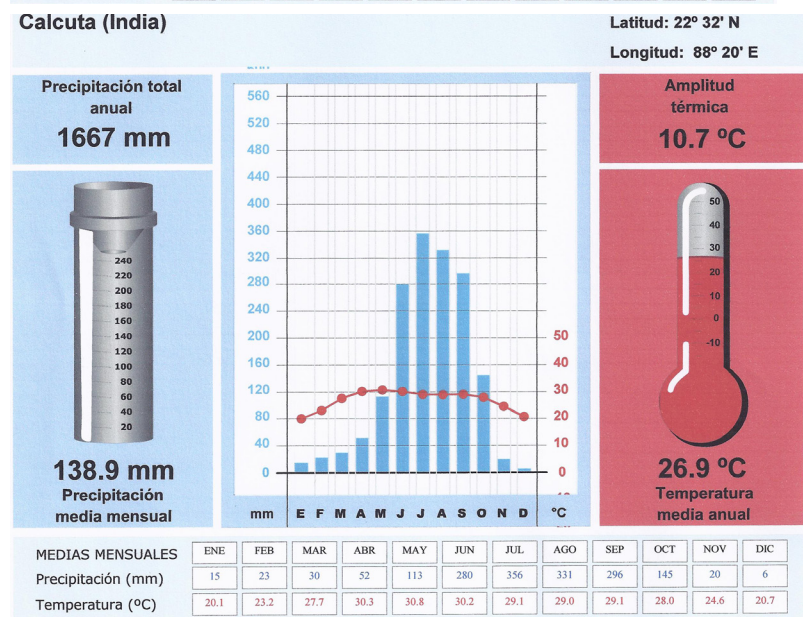 Calcuta (India)
Latitud: 22º 32' N
Longitud: 88º 20' E
Precipitación total
anual
1667 mm
Amplitud
térmica
10.7 ºC
560
520
480
440
400
360
320
280
240
200
160
120
80
40
0
50
40
30
20
10
0
mm E F M A M J J A S O N D ºC
240
220
200
180
160
140
120
100
80
60
40
20
138.9 mm
Precipitación
media mensual
50
40
30
20
10
0
-10
26.9 ºC
Temperatura
media anual
MEDIAS MENSUALES ENE FEB MAR ABR MAY JUN JUL AGO SEP OCT NOV DIC
Precipitación (mm) 15 23 30 52 113 280 356 331 296 145 20 6
Temperatura (ºC) 20.1 23.2 27.7 30.3 30.8 30.2 29.1 29.0 29.1 28.0 24.6 20.7